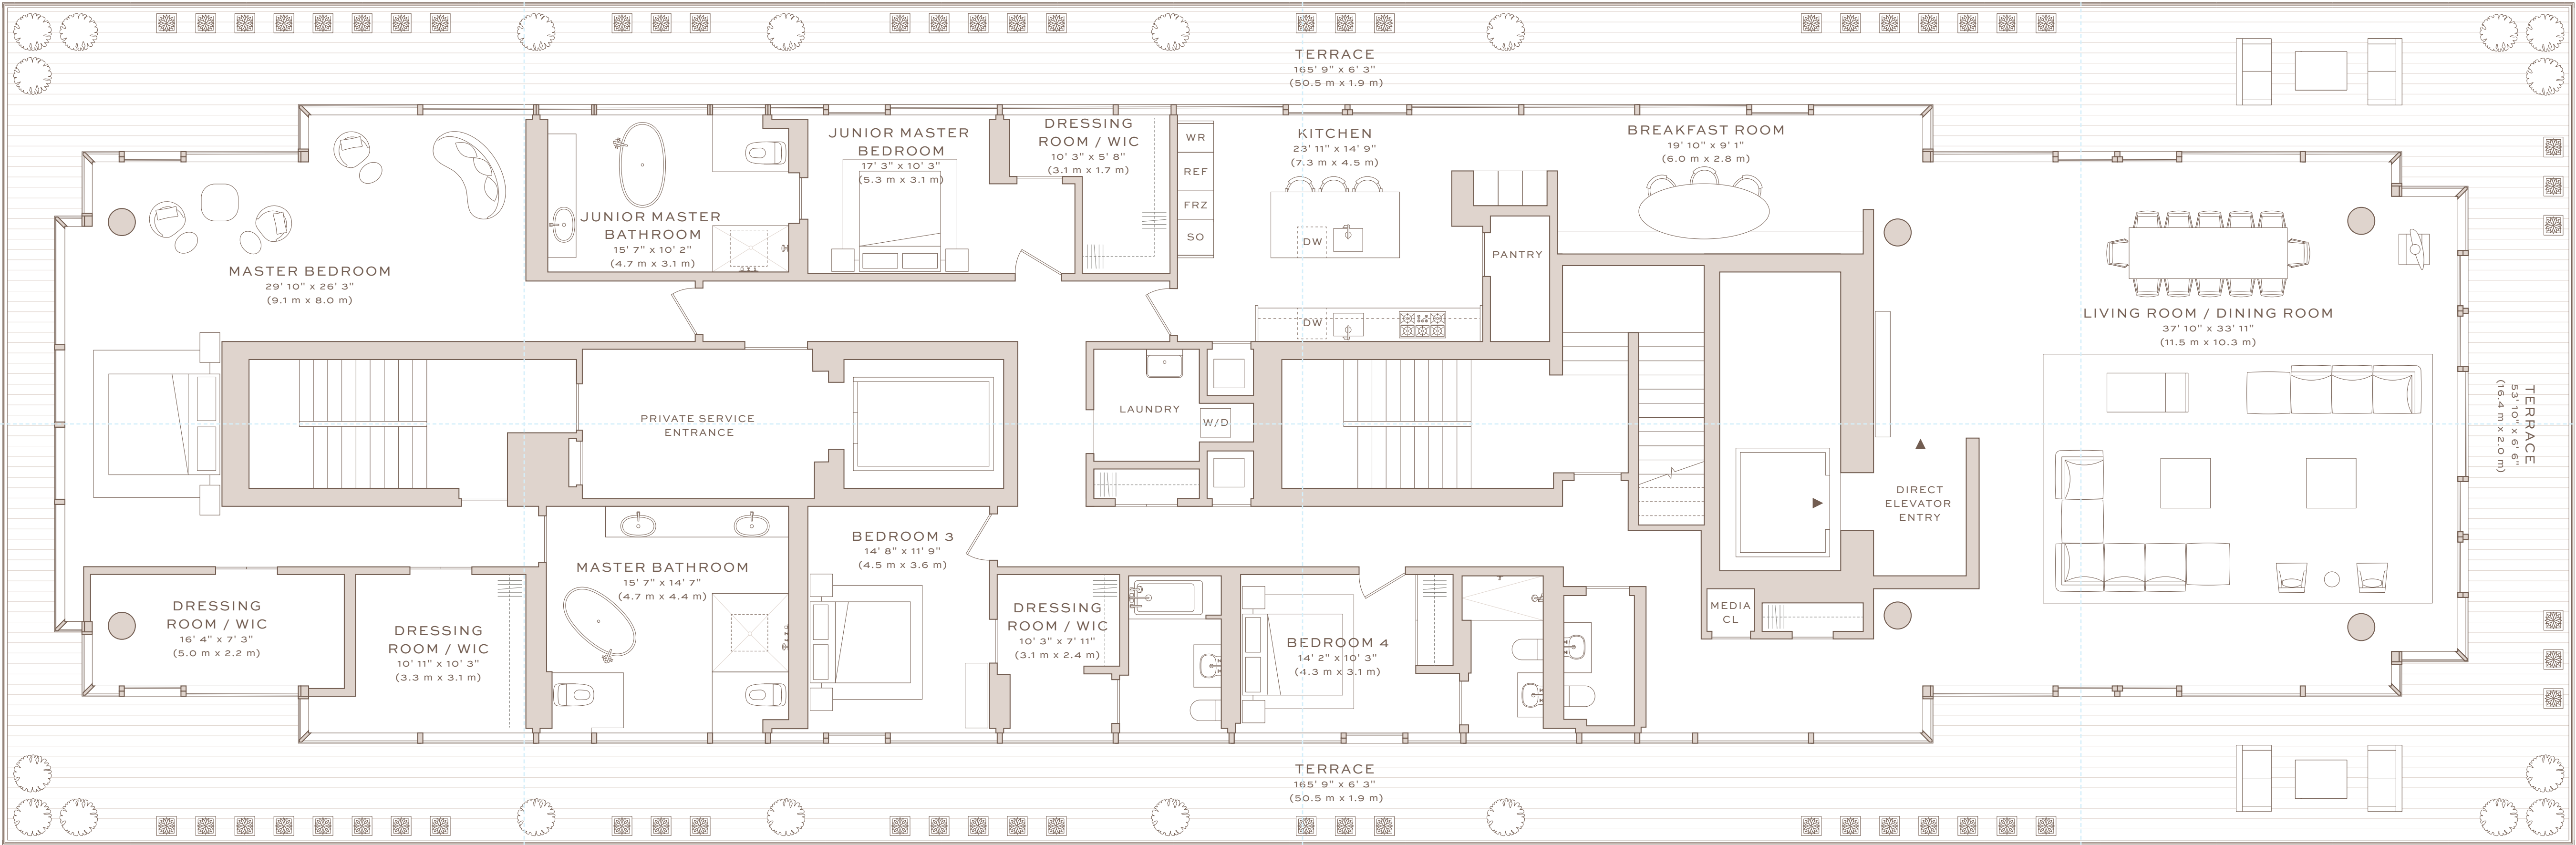 TERRACE
165' 9" x 6' 3"
(50.5 m x 1.9 m)
JUNIOR MASTER
BEDROOM
17' 3" x 10' 3"
(5.3 m x 3.1 m)
DRESSING
ROOM / WIC
10' 3" x 5' 8"
(3.1 m x 1.7 m)
WR
REF
FRZ
SO
KITCHEN
23' 11" x 14' 9"
(7.3 m x 4.5 m)
DW
DW
PANTRY
BREAKFAST ROOM
19' 10" x 9' 1"
(6.0 m x 2.8 m)
JUNIOR MASTER
BATHROOM
15' 7" x 10' 2"
(4.7 m x 3.1 m)
MASTER BEDROOM
29' 10" x 26' 3"
(9.1 m x 8.0 m)
LIVING ROOM / DINING ROOM
37' 10" x 33' 11"
(11.5 m x 10.3 m)
PRIVATE SERVICE
ENTRANCE
LAUNDRY
W/D
TERRACE
53' 10" x 6' 6"
(16.4 m x 2.0 m)
DIRECT
ELEVATOR
ENTRY
BEDROOM 3
14' 8" x 11' 9"
(4.5 m x 3.6 m)
MASTER BATHROOM
15' 7" x 14' 7"
(4.7 m x 4.4 m)
DRESSING
ROOM / WIC
16' 4" x 7' 3"
(5.0 m x 2.2 m)
DRESSING
ROOM / WIC
10' 11" x 10' 3"
(3.3 m x 3.1 m)
DRESSING
ROOM / WIC
10' 3" x 7' 11"
(3.1 m x 2.4 m)
BEDROOM 4
14' 2" x 10' 3"
(4.3 m x 3.1 m)
MEDIA
CL
TERRACE
165' 9" x 6' 3"
(50.5 m x 1.9 m)